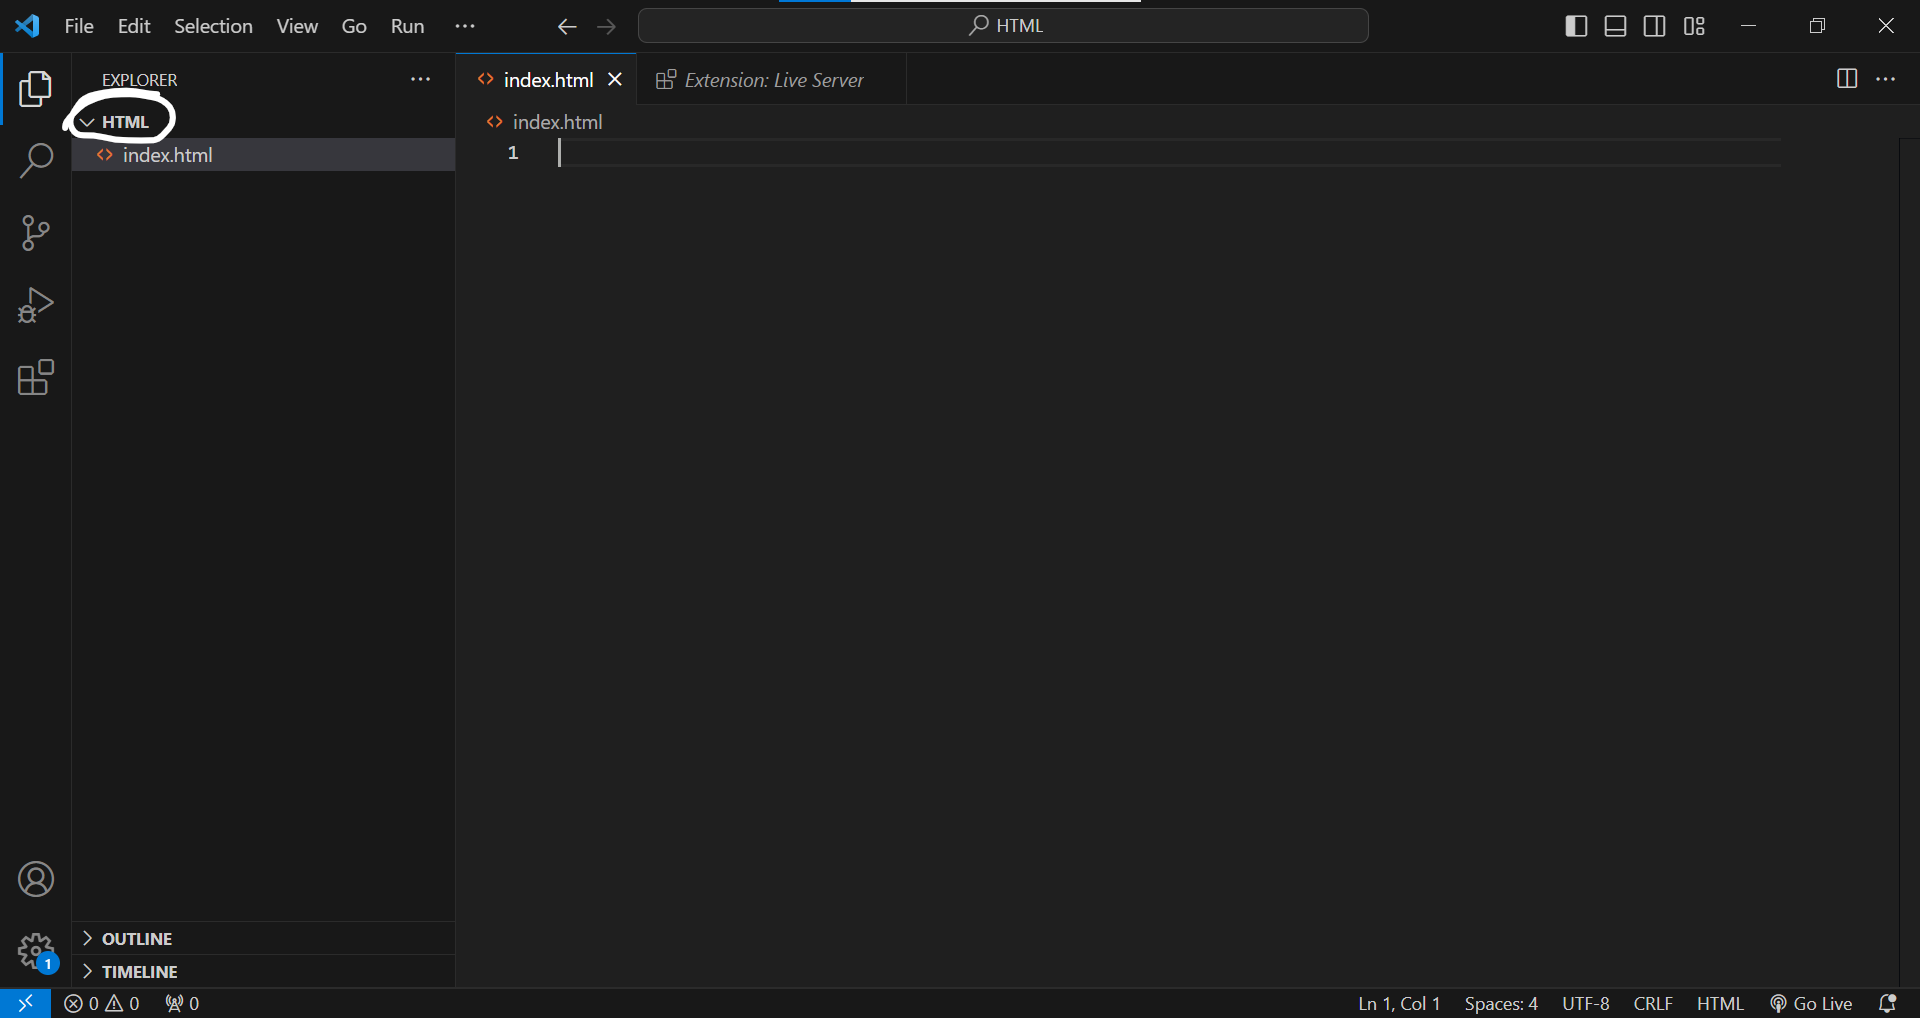 File Edit Selection View Go Run ··· HTML
EXPLORER ···
index.html Extension: Live Server ···
HTML
index.html
index.html
1
OUTLINE
TIMELINE
1
0 0 0 Ln 1, Col 1 Spaces: 4 UTF-8 CRLF HTML Go Live